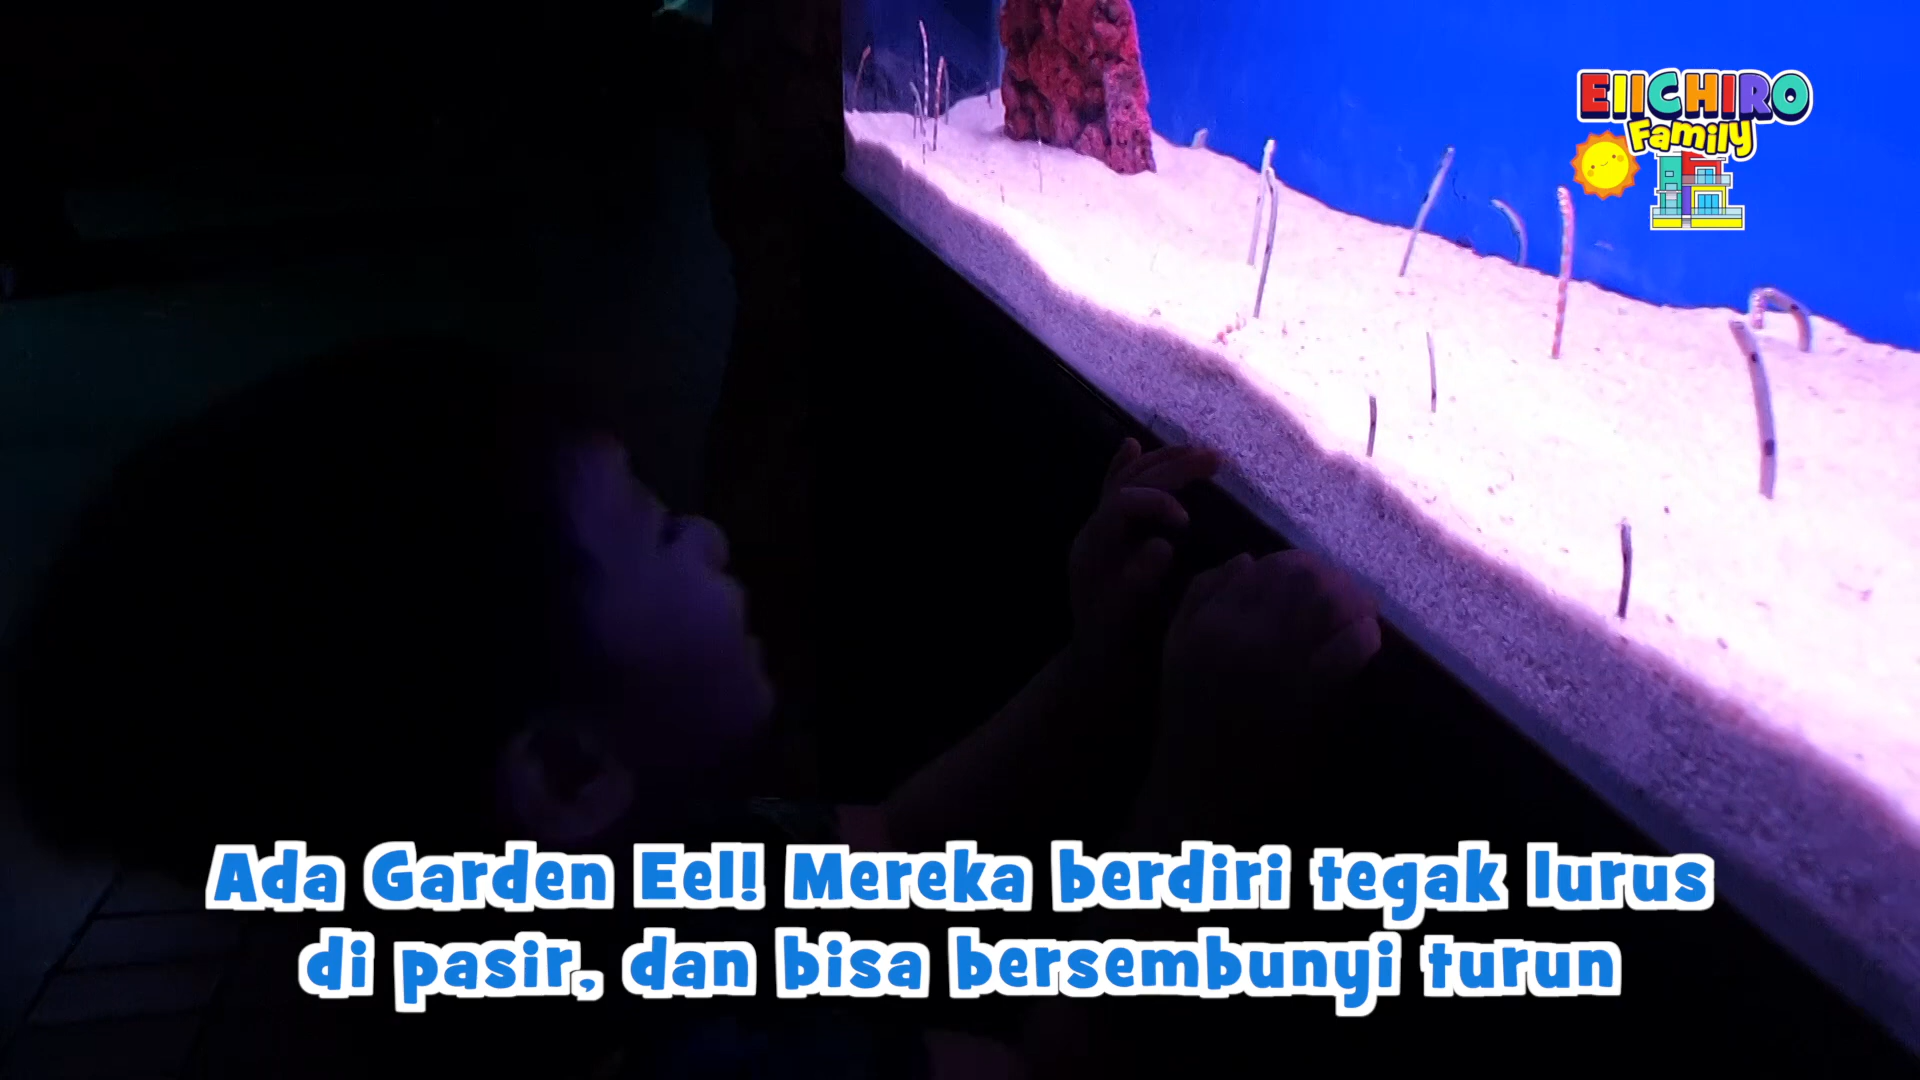 EIICHIRO
Family
Ada Garden Eel! Mereka berdiri tegak lurus
di pasir, dan bisa bersembunyi turun